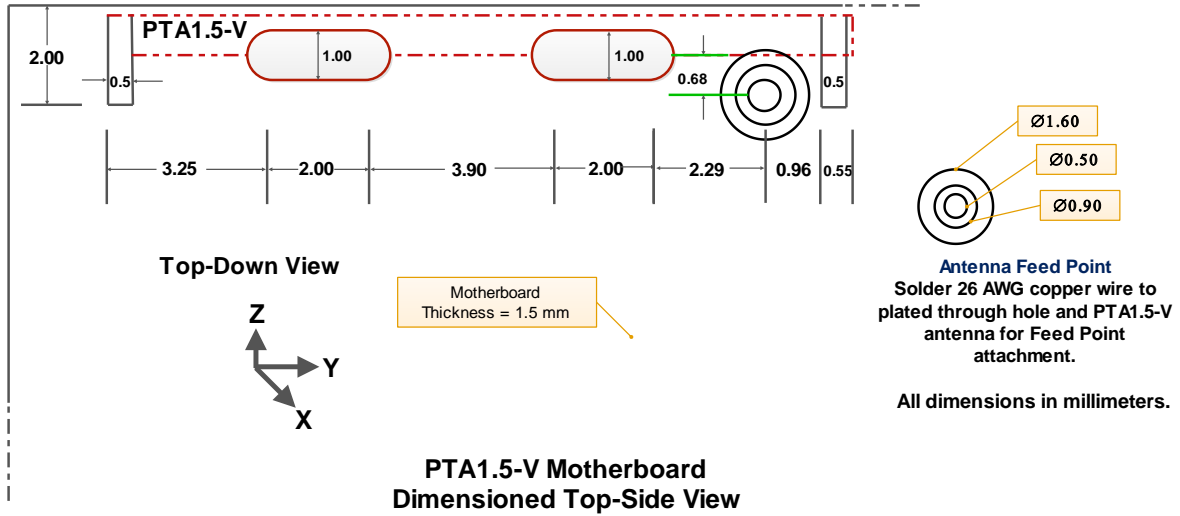 PTA1.5-V
2.00
0.5
1.00
1.00
0.68
0.5
3.25
2.00
3.90
2.00
2.29
0.96
0.55
Ø1.60
Ø0.50
Ø0.90
Top-Down View
Antenna Feed Point
Solder 26 AWG copper wire to
plated through hole and PTA1.5-V
antenna for Feed Point
attachment.
Motherboard
Thickness = 1.5 mm
Z
Y
X
All dimensions in millimeters.
PTA1.5-V Motherboard
Dimensioned Top-Side View